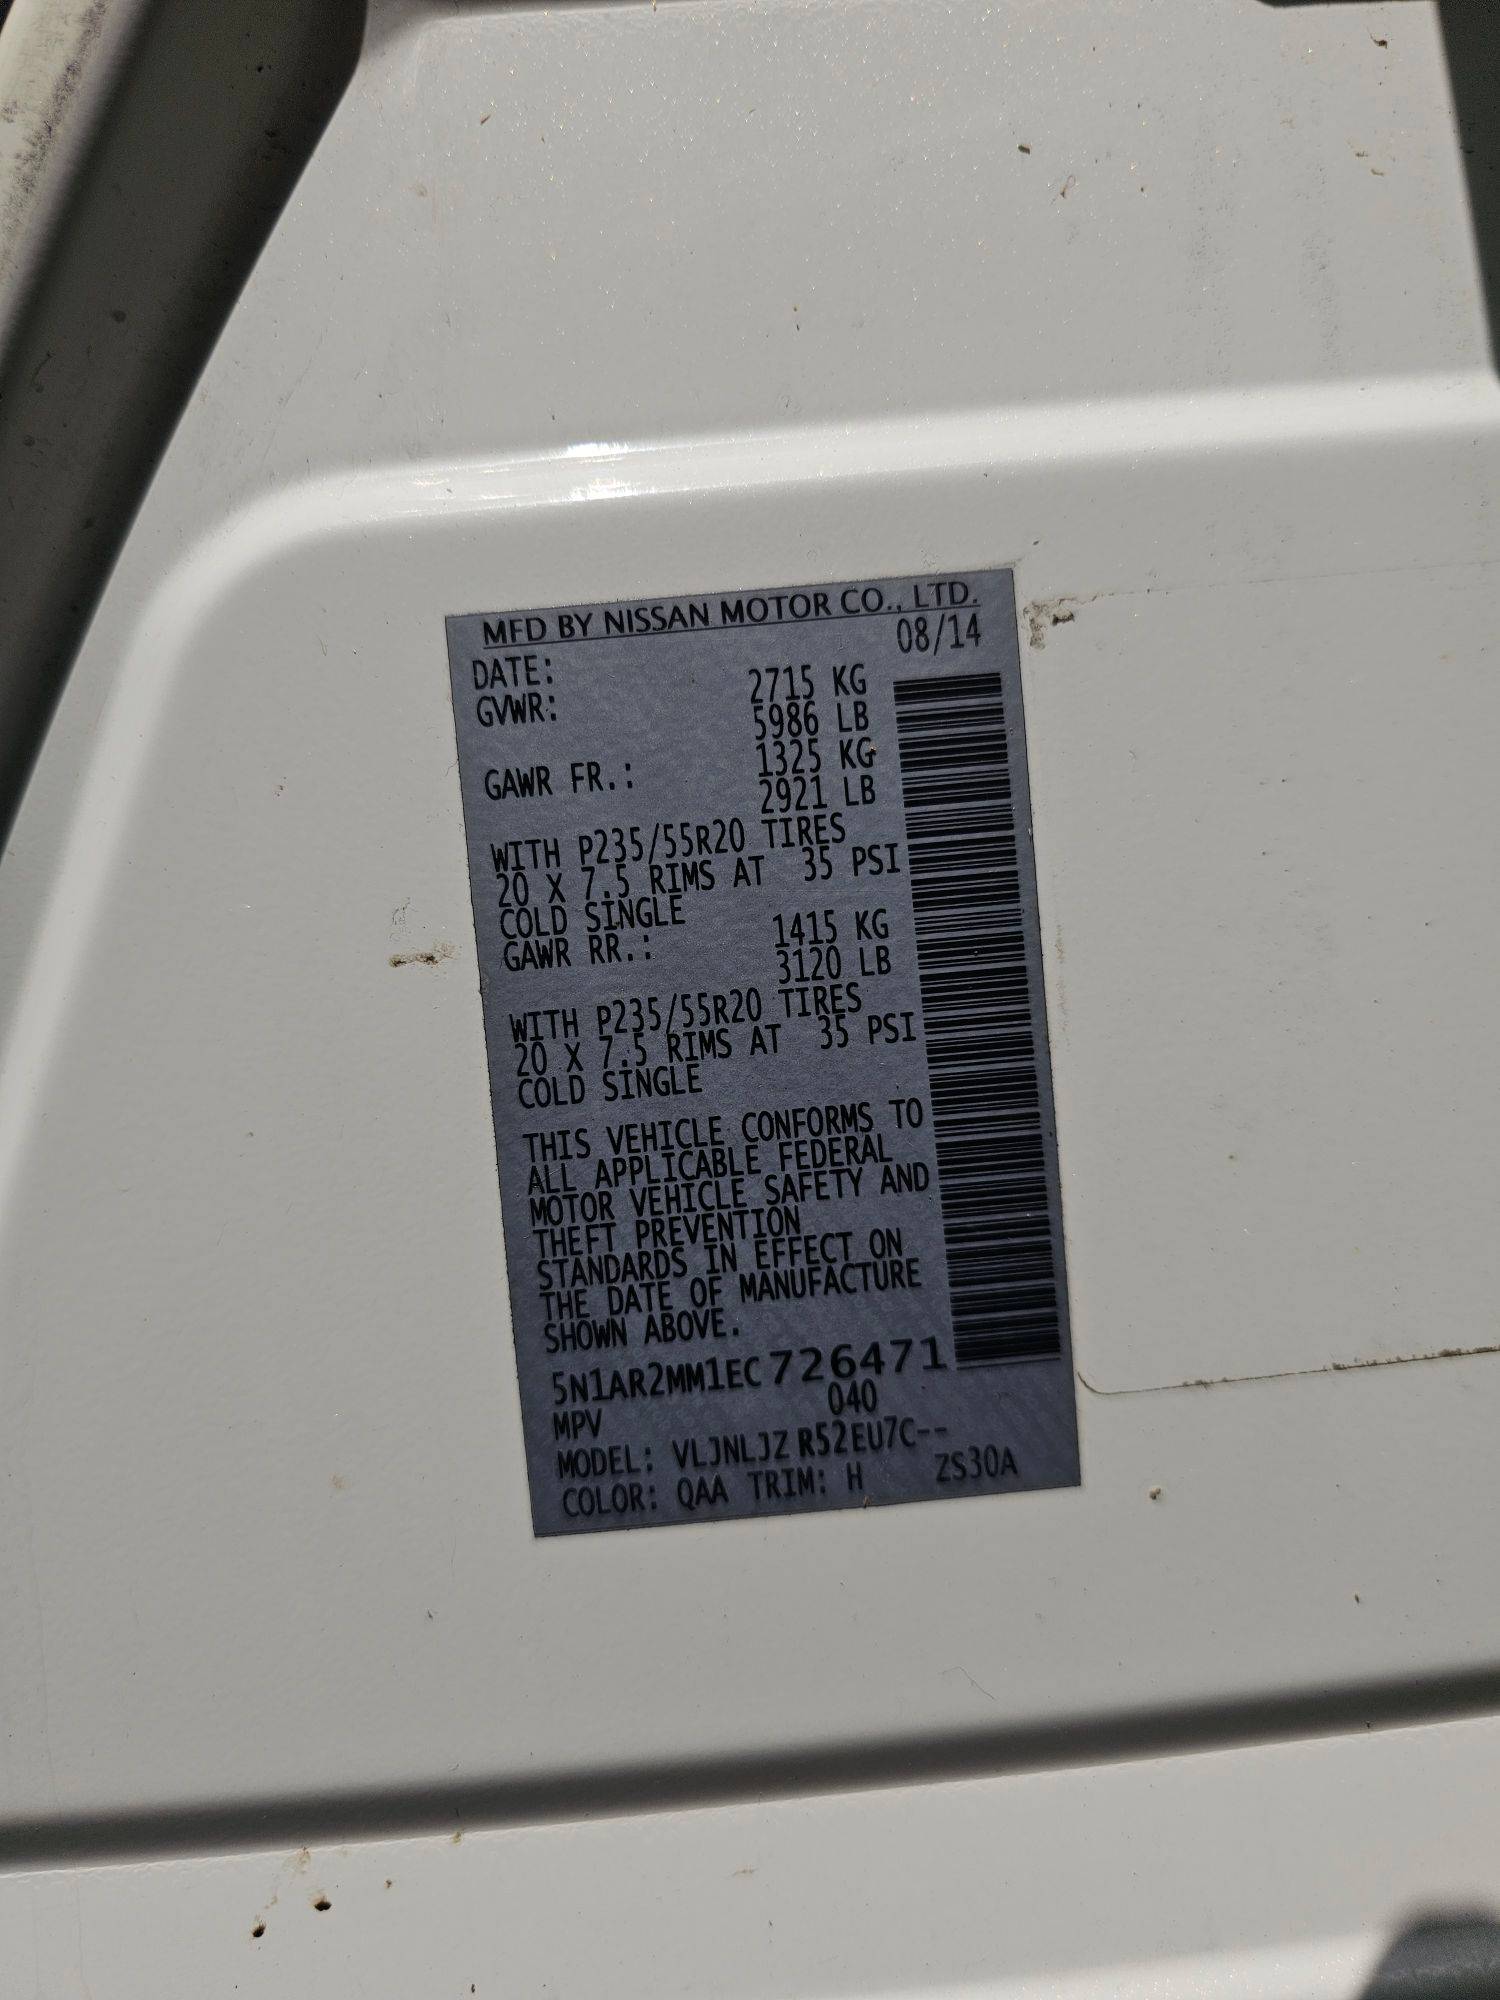 MFD BY NISSAN MOTOR CO., LTD.
DATE: 08/14
GVWR: 2715 KG
5986 LB
GAWR FR.: 1325 KG
2921 LB
WITH P235/55R20 TIRES
20 X 7.5 RIMS AT 35 PSI
COLD SINGLE
GAWR RR.: 1415 KG
3120 LB
WITH P235/55R20 TIRES
20 X 7.5 RIMS AT 35 PSI
COLD SINGLE
THIS VEHICLE CONFORMS TO
ALL APPLICABLE FEDERAL
MOTOR VEHICLE SAFETY AND
THEFT PREVENTION
STANDARDS IN EFFECT ON
THE DATE OF MANUFACTURE
SHOWN ABOVE.
5N1AR2MM1EC726471
MPV 040
MODEL: VLJNLJZ R52EU7C--
COLOR: QAA TRIM: H ZS30A